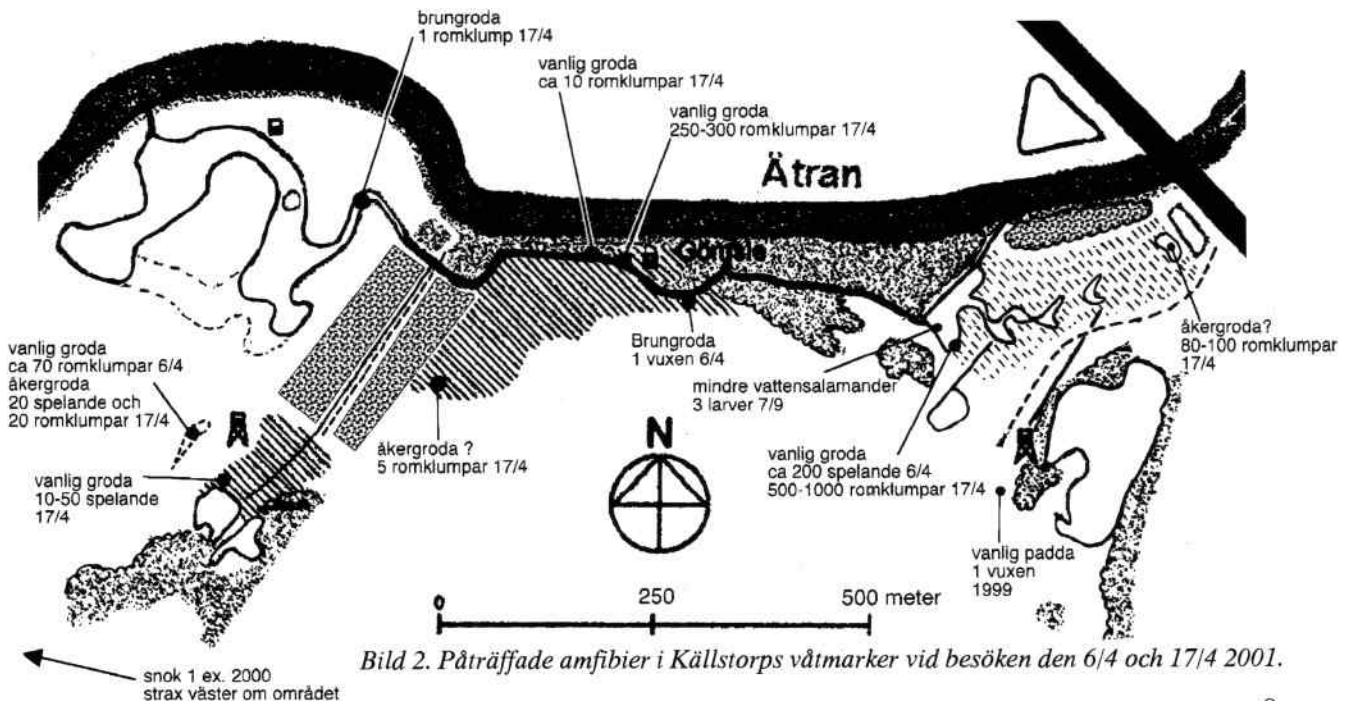 brungroda
1 romklump 17/4
vanlig groda
ca 10 romklumpar 17/4
vanlig groda
250-300 romklumpar 17/4
Ätran
vanlig groda
ca 70 romklumpar 6/4
åkergroda
20 spelande och
20 romklumpar 17/4
vanlig groda
10-50 spelande
17/4
åkergroda ?
5 romklumpar 17/4
Brungroda
1 vuxen 6/4
mindre vattensalamander
3 larver 7/9
vanlig groda
ca 200 spelande 6/4
500-1000 romklumpar 17/4
åkergroda?
80-100 romklumpar
17/4
vanlig padda
1 vuxen
1999
N
0 250 500 meter
Bild 2. Påträffade amfibier i Källstorps våtmarker vid besöken den 6/4 och 17/4 2001.
snok 1 ex. 2000
strax väster om området